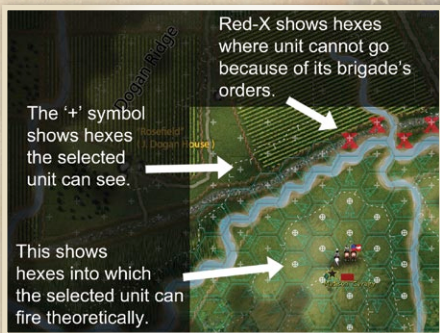 Red-X shows hexes
where unit cannot go
because of its brigade's
orders.
Dogan Ridge
The '+' symbol
shows hexes
the selected
unit can see.
"Rosefield"
(J. Dogan House)
This shows
hexes into which
the selected unit can
fire theoretically.